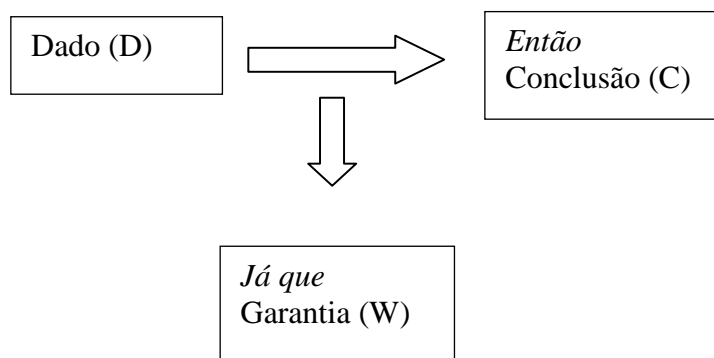 Dado (D)
Então
Conclusão (C)
Já que
Garantia (W)